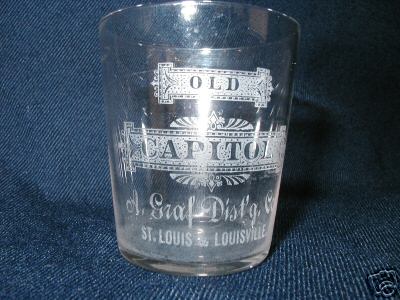 OLD
CAPITOL
A. Graf Dist'g. Co
ST. LOUIS & LOUISVILLE